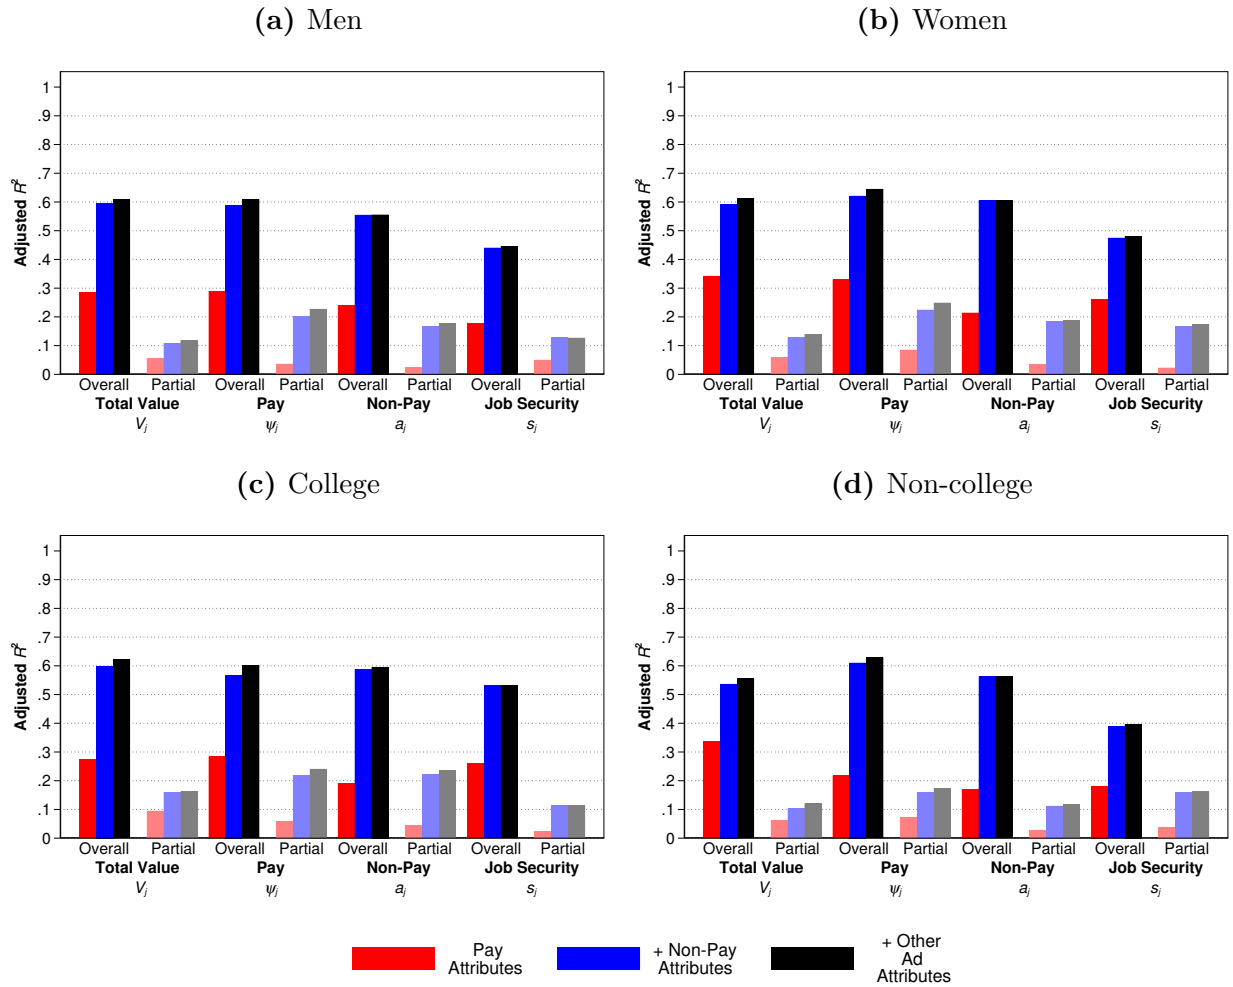 (a) Men
(b) Women
1
.9
.8
.7
.6
.5
.4
.3
.2
.1
0
Adjusted R²
Overall Partial Overall Partial Overall Partial Overall Partial
Total Value Pay Non-Pay Job Security
Vj ψj aj sj
1
.9
.8
.7
.6
.5
.4
.3
.2
.1
0
Adjusted R²
Overall Partial Overall Partial Overall Partial Overall Partial
Total Value Pay Non-Pay Job Security
Vj ψj aj sj
(c) College
(d) Non-college
1
.9
.8
.7
.6
.5
.4
.3
.2
.1
0
Adjusted R²
Overall Partial Overall Partial Overall Partial Overall Partial
Total Value Pay Non-Pay Job Security
Vj ψj aj sj
1
.9
.8
.7
.6
.5
.4
.3
.2
.1
0
Adjusted R²
Overall Partial Overall Partial Overall Partial Overall Partial
Total Value Pay Non-Pay Job Security
Vj ψj aj sj
Pay
Attributes
+ Non-Pay
Attributes
+ Other
Ad
Attributes